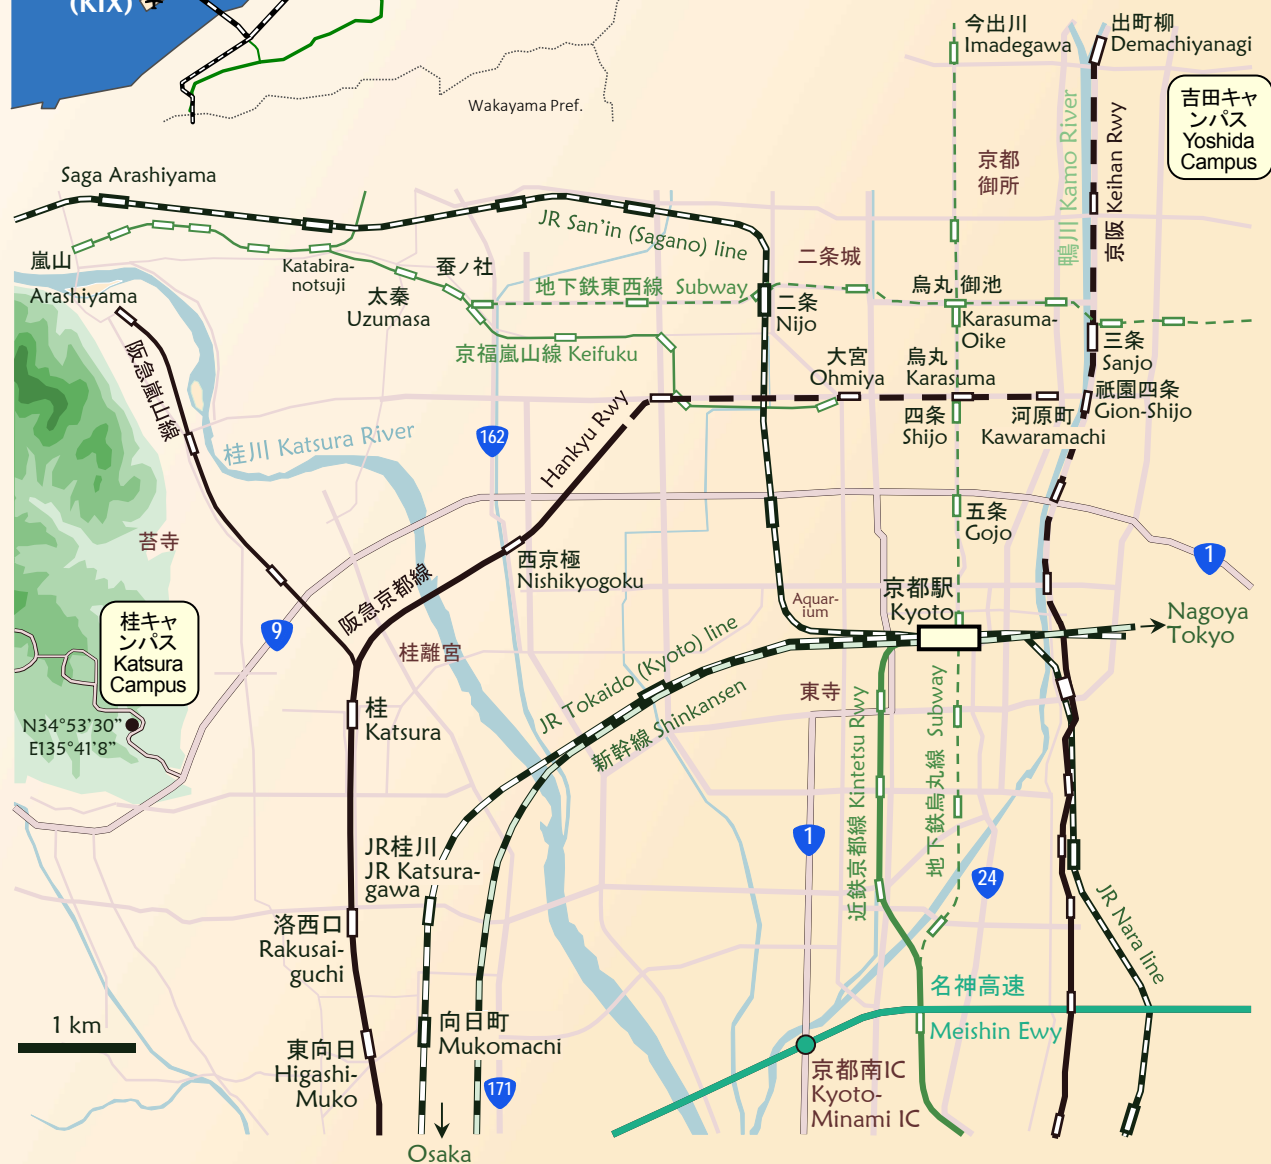 (KIX)
Wakayama Pref.
今出川
Imadegawa
出町柳
Demachiyanagi
吉田キャ
ンパス
Yoshida
Campus
鴨川 Kamo River
京阪 Keihan Rwy
京都
御所
Saga Arashiyama
JR San'in (Sagano) line
嵐山
Arashiyama
Katabira-
notsuji
太秦
Uzumasa
蚕ノ社
地下鉄東西線 Subway
二条城
二条
Nijo
烏丸 御池
Karasuma-
Oike
三条
Sanjo
京福嵐山線 Keifuku
阪急嵐山線
大宮
Ohmiya
烏丸
Karasuma
四条
Shijo
河原町
Kawaramachi
祇園四条
Gion-Shijo
桂川 Katsura River
162
Hankyu Rwy
苔寺
西京極
Nishikyogoku
五条
Gojo
1
9
阪急京都線
桂離宮
Aquar-
ium
京都駅
Kyoto
Nagoya
Tokyo
桂キャ
ンパス
Katsura
Campus
N34°53'30”
E135°41'8”
桂
Katsura
JR Tokaido (Kyoto) line
新幹線 Shinkansen
東寺
近鉄京都線 Kintetsu Rwy
地下鉄烏丸線 Subway
1
24
JR桂川
JR Katsura-
gawa
JR Nara line
洛西口
Rakusai-
guchi
名神高速
Meishin Ewy
1 km
東向日
Higashi-
Muko
向日町
Mukomachi
171
京都南IC
Kyoto-
Minami IC
Osaka